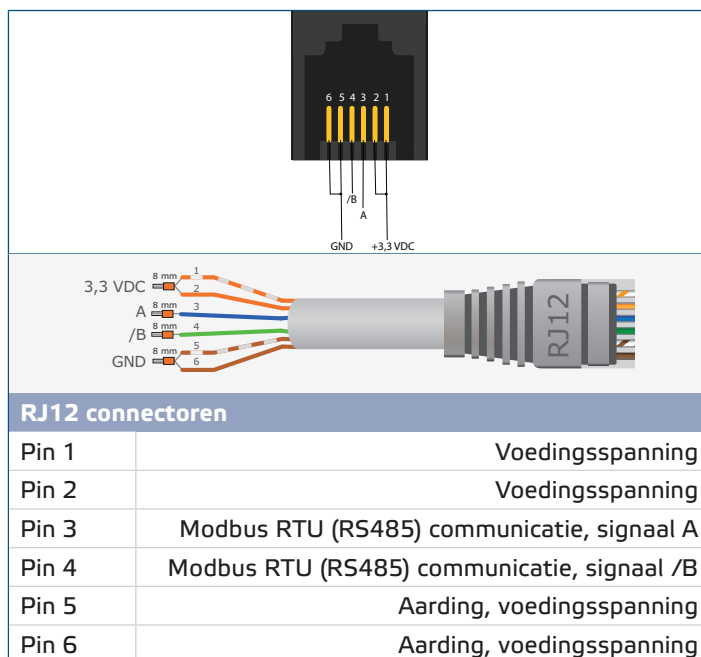 6 5 4 3 2 1
/B
A
GND +3,3 VDC
3,3 VDC 8 mm 1
2
A 8 mm 3
/B 8 mm 4
GND 8 mm 5
6
RJ12
RJ12 connectoren
Pin 1 Voedingsspanning
Pin 2 Voedingsspanning
Pin 3 Modbus RTU (RS485) communicatie, signaal A
Pin 4 Modbus RTU (RS485) communicatie, signaal /B
Pin 5 Aarding, voedingsspanning
Pin 6 Aarding, voedingsspanning